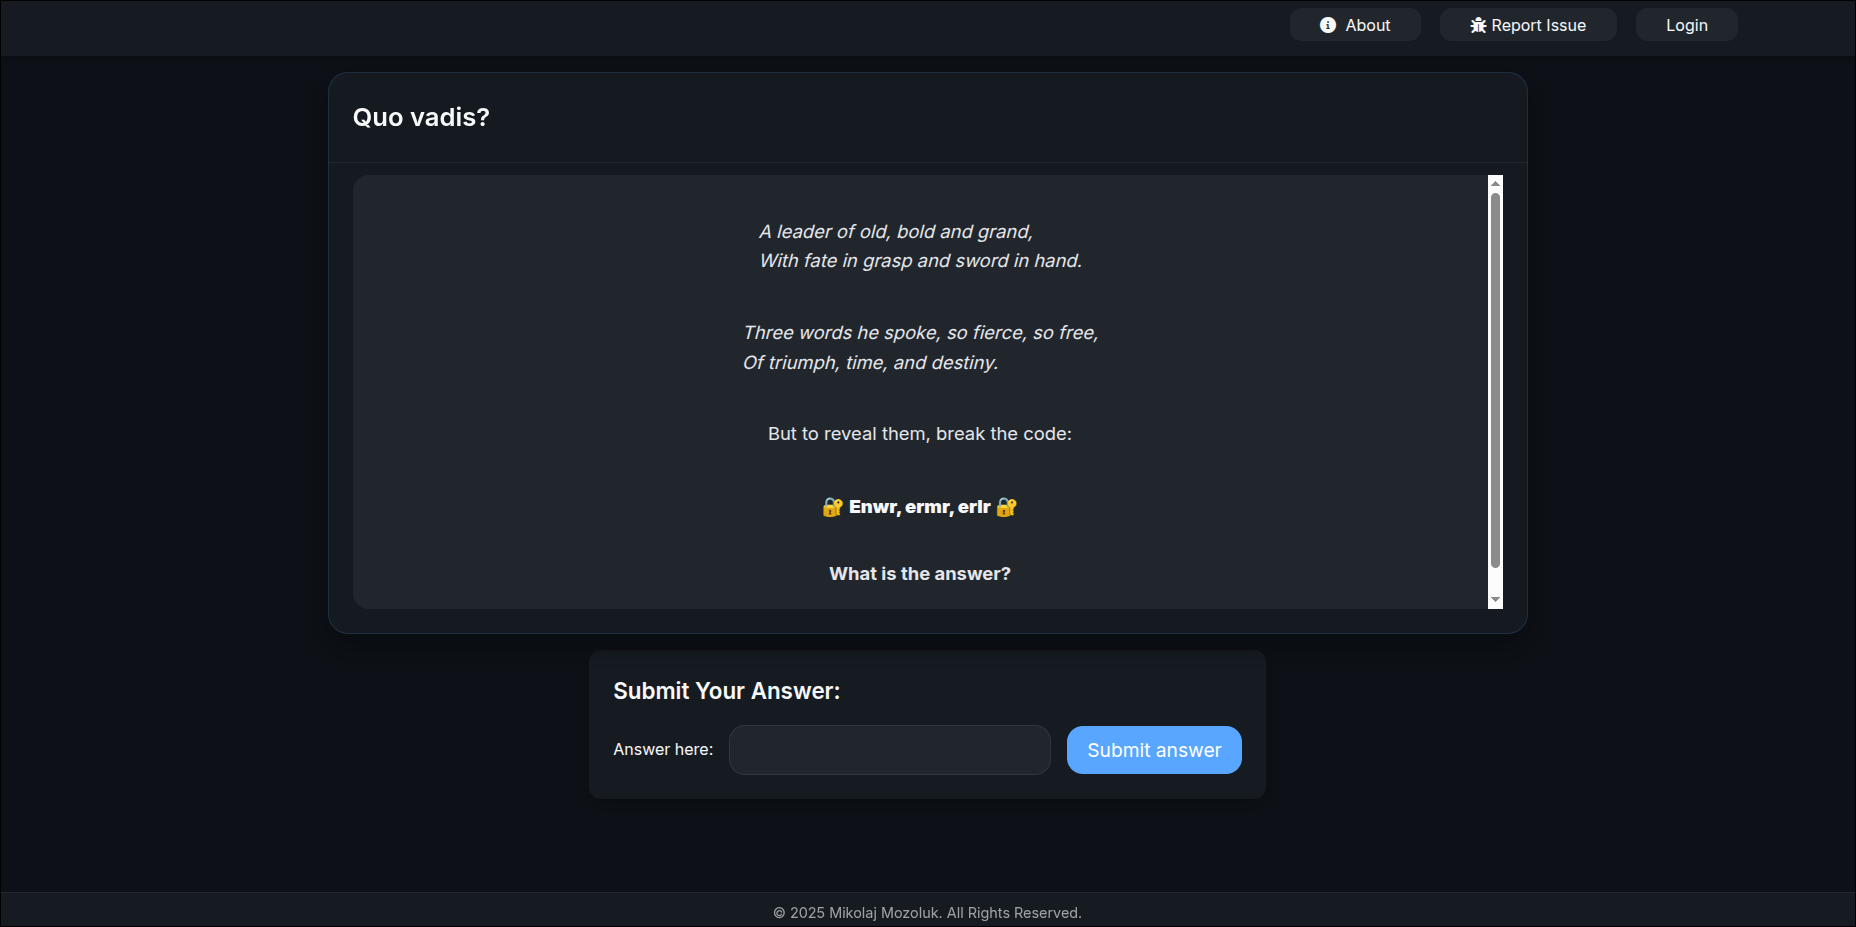 About
Report Issue
Login
Quo vadis?
A leader of old, bold and grand,
With fate in grasp and sword in hand.
Three words he spoke, so fierce, so free,
Of triumph, time, and destiny.
But to reveal them, break the code:
🔐 Enwr, ermr, erlr 🔐
What is the answer?
Submit Your Answer:
Answer here:
Submit answer
© 2025 Mikolaj Mozoluk. All Rights Reserved.